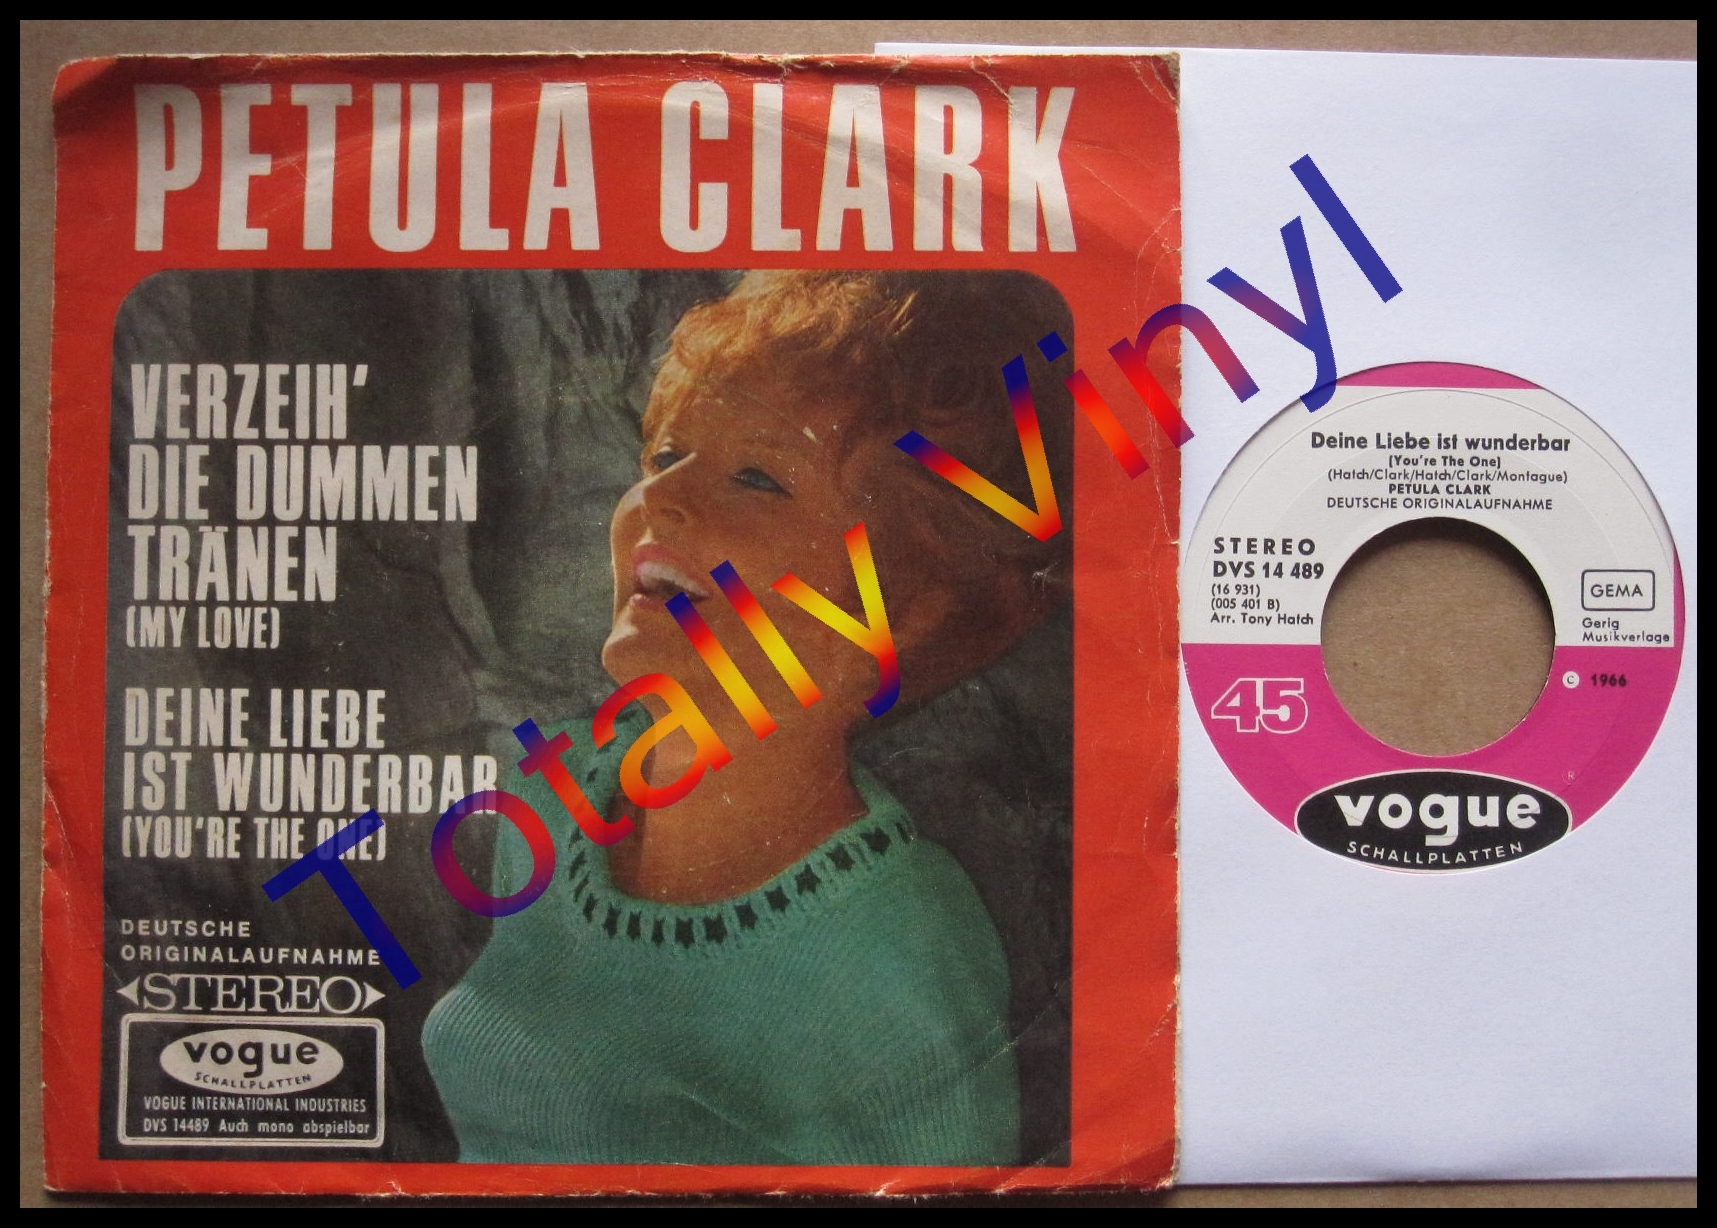 PETULA CLARK
VERZEIH'
DIE DUMMEN
TRÄNEN
(MY LOVE)
DEINE LIEBE
IST WUNDERBAR
(YOU'RE THE ONE)
DEUTSCHE
ORIGINALAUFNAHME
STEREO
vogue
SCHALLPLATTEN
VOGUE INTERNATIONAL INDUSTRIES
DVS 14489 Auch mono abspielbar
Totally Vinyl
Deine Liebe ist wunderbar
(You're The One)
(Hatch/Clark/Hatch/Clark/Montague)
PETULA CLARK
DEUTSCHE ORIGINALAUFNAHME
STEREO
DVS 14 489
(16 931)
(005 401 B)
Arr. Tony Hatch
GEMA
Gerig
Musikverlage
45
© 1966
®
vogue
SCHALLPLATTEN